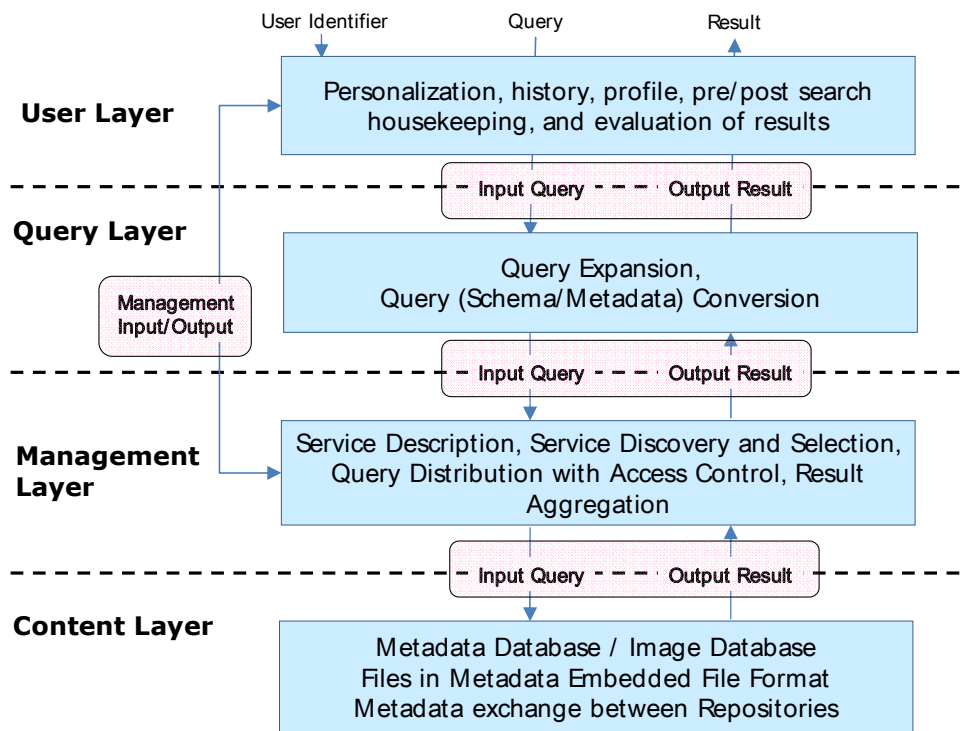 User Identifier
Query
Result
User Layer
Personalization, history, profile, pre/post search
housekeeping, and evaluation of results
Input Query
Output Result
Query Layer
Query Expansion,
Query (Schema/Metadata) Conversion
Management
Input/Output
Input Query
Output Result
Management
Layer
Service Description, Service Discovery and Selection,
Query Distribution with Access Control, Result
Aggregation
Input Query
Output Result
Content Layer
Metadata Database / Image Database
Files in Metadata Embedded File Format
Metadata exchange between Repositories